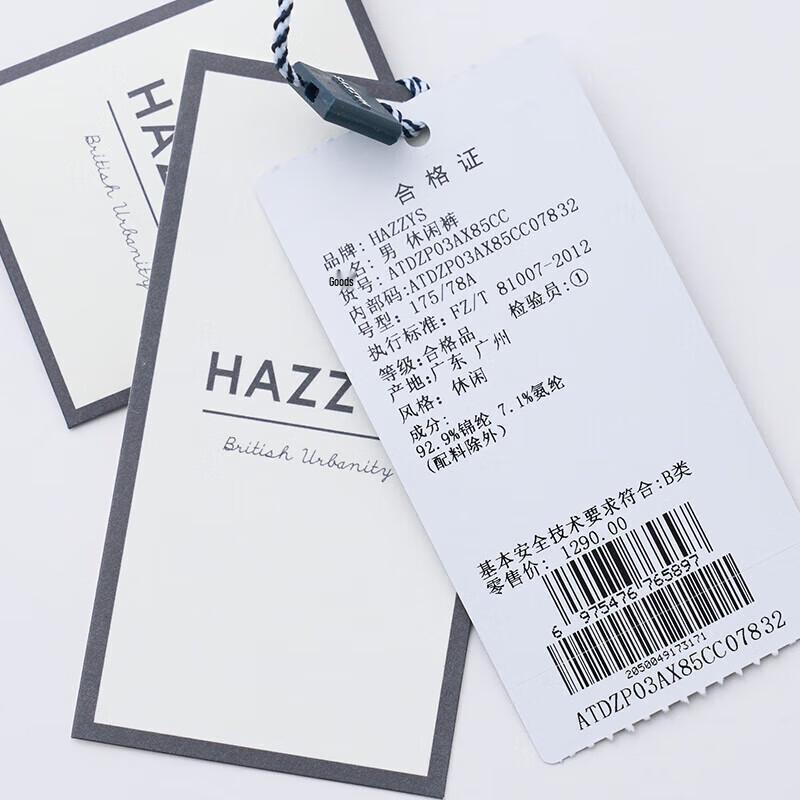 HAZZ
British Urbanity
HAZZ
British Urbanity
合格证
品牌: HAZZYS
名: 男 休闲裤
Goods
货号: ATDZP03AX85CC
内部码:ATDZP03AX85CC07832
号型: 175/78A
执行标准: FZ/T 81007-2012
等级:合格品 检验员:①
产地:广东 广州
风格: 休闲
成分:
92.9%锦纶 7.1%氨纶
(配料除外)
基本安全技术要求符合:B类
零售价: 1290.00
6 975476 765897
2050049173171
ATDZP03AX85CC07832